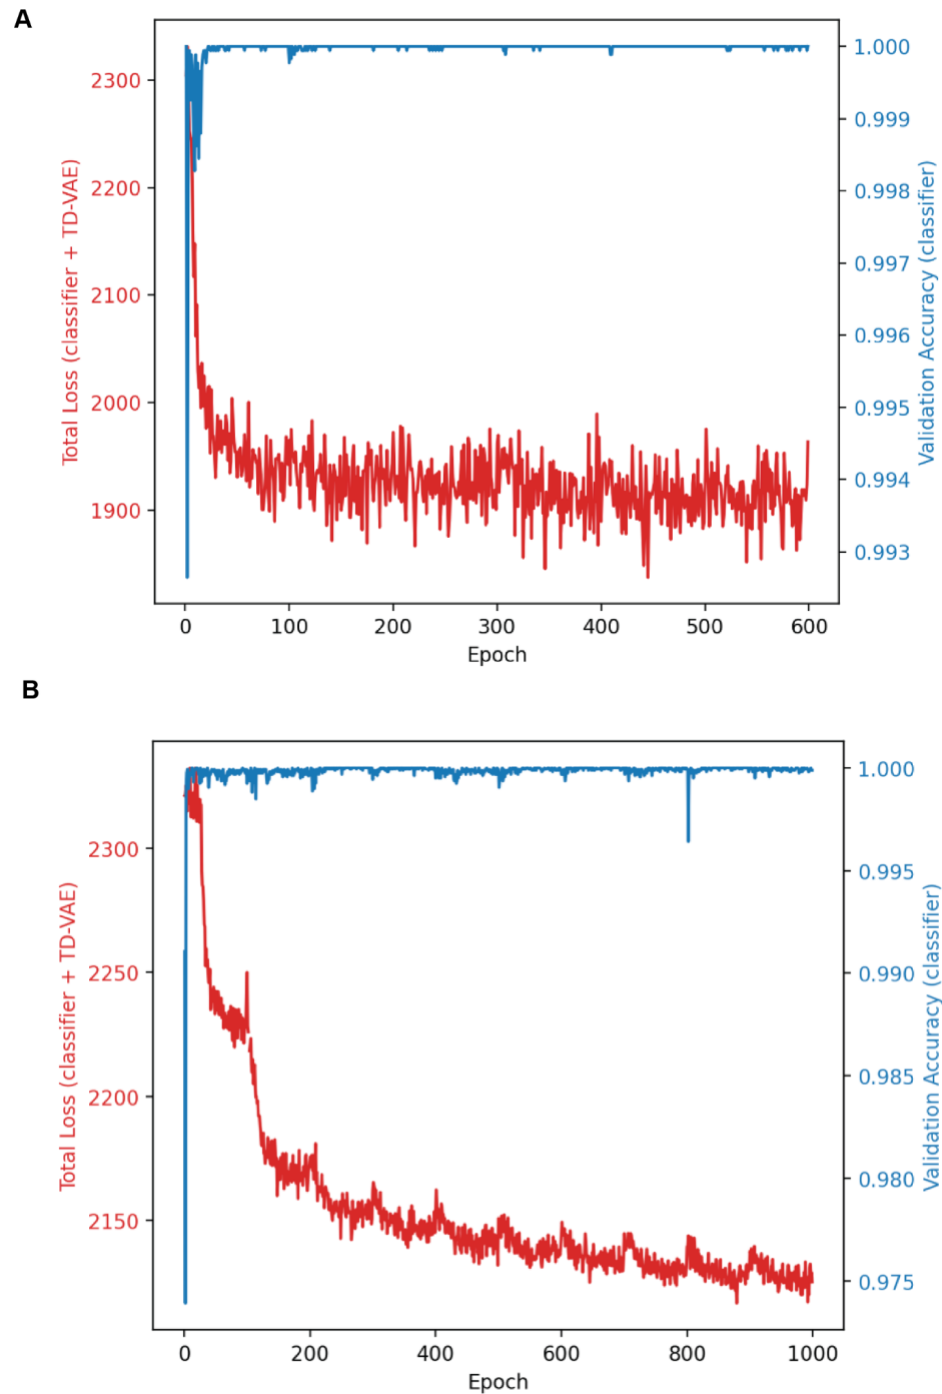 A
2300
2200
2100
2000
1900
Total Loss (classifier + TD-VAE)
1.000
0.999
0.998
0.997
0.996
0.995
0.994
0.993
Validation Accuracy (classifier)
0 100 200 300 400 500 600
Epoch
B
2300
2250
2200
2150
Total Loss (classifier + TD-VAE)
1.000
0.995
0.990
0.985
0.980
0.975
Validation Accuracy (classifier)
0 200 400 600 800 1000
Epoch